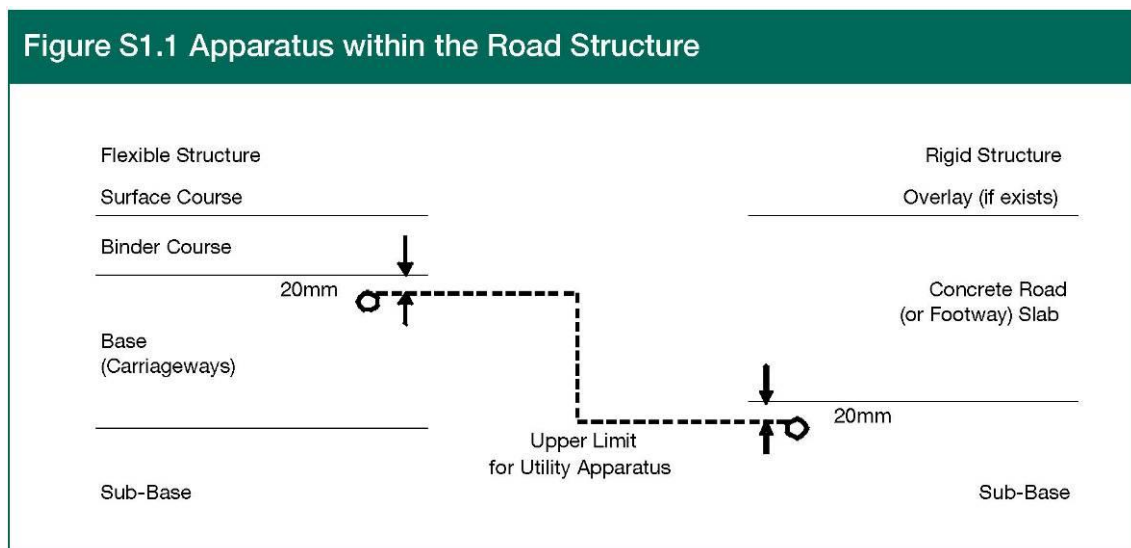 Figure S1.1 Apparatus within the Road Structure
Flexible Structure
Rigid Structure
Surface Course
Overlay (if exists)
Binder Course
20mm
Concrete Road
(or Footway) Slab
Base
(Carriageways)
20mm
Upper Limit
for Utility Apparatus
Sub-Base
Sub-Base